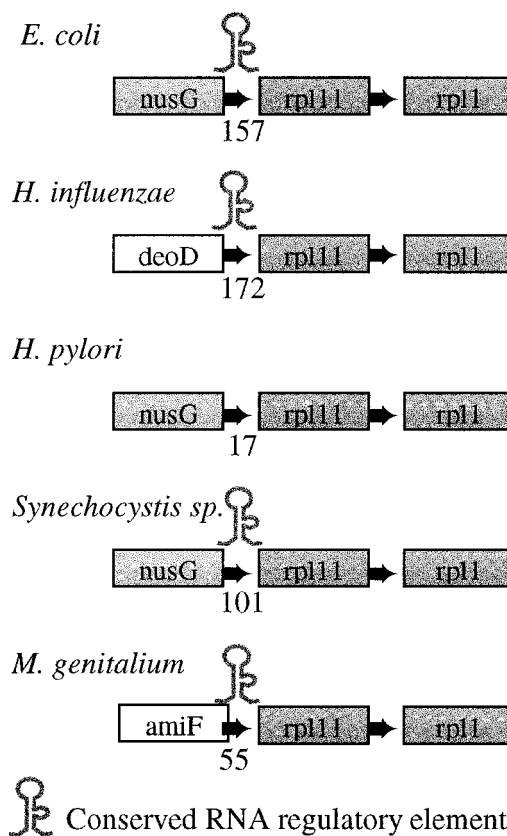 E. coli
nusG rpl11 rpl1
157
H. influenzae
deoD rpl11 rpl1
172
H. pylori
nusG rpl11 rpl1
17
Synechocystis sp.
nusG rpl11 rpl1
101
M. genitalium
amiF rpl11 rpl1
55
Conserved RNA regulatory element